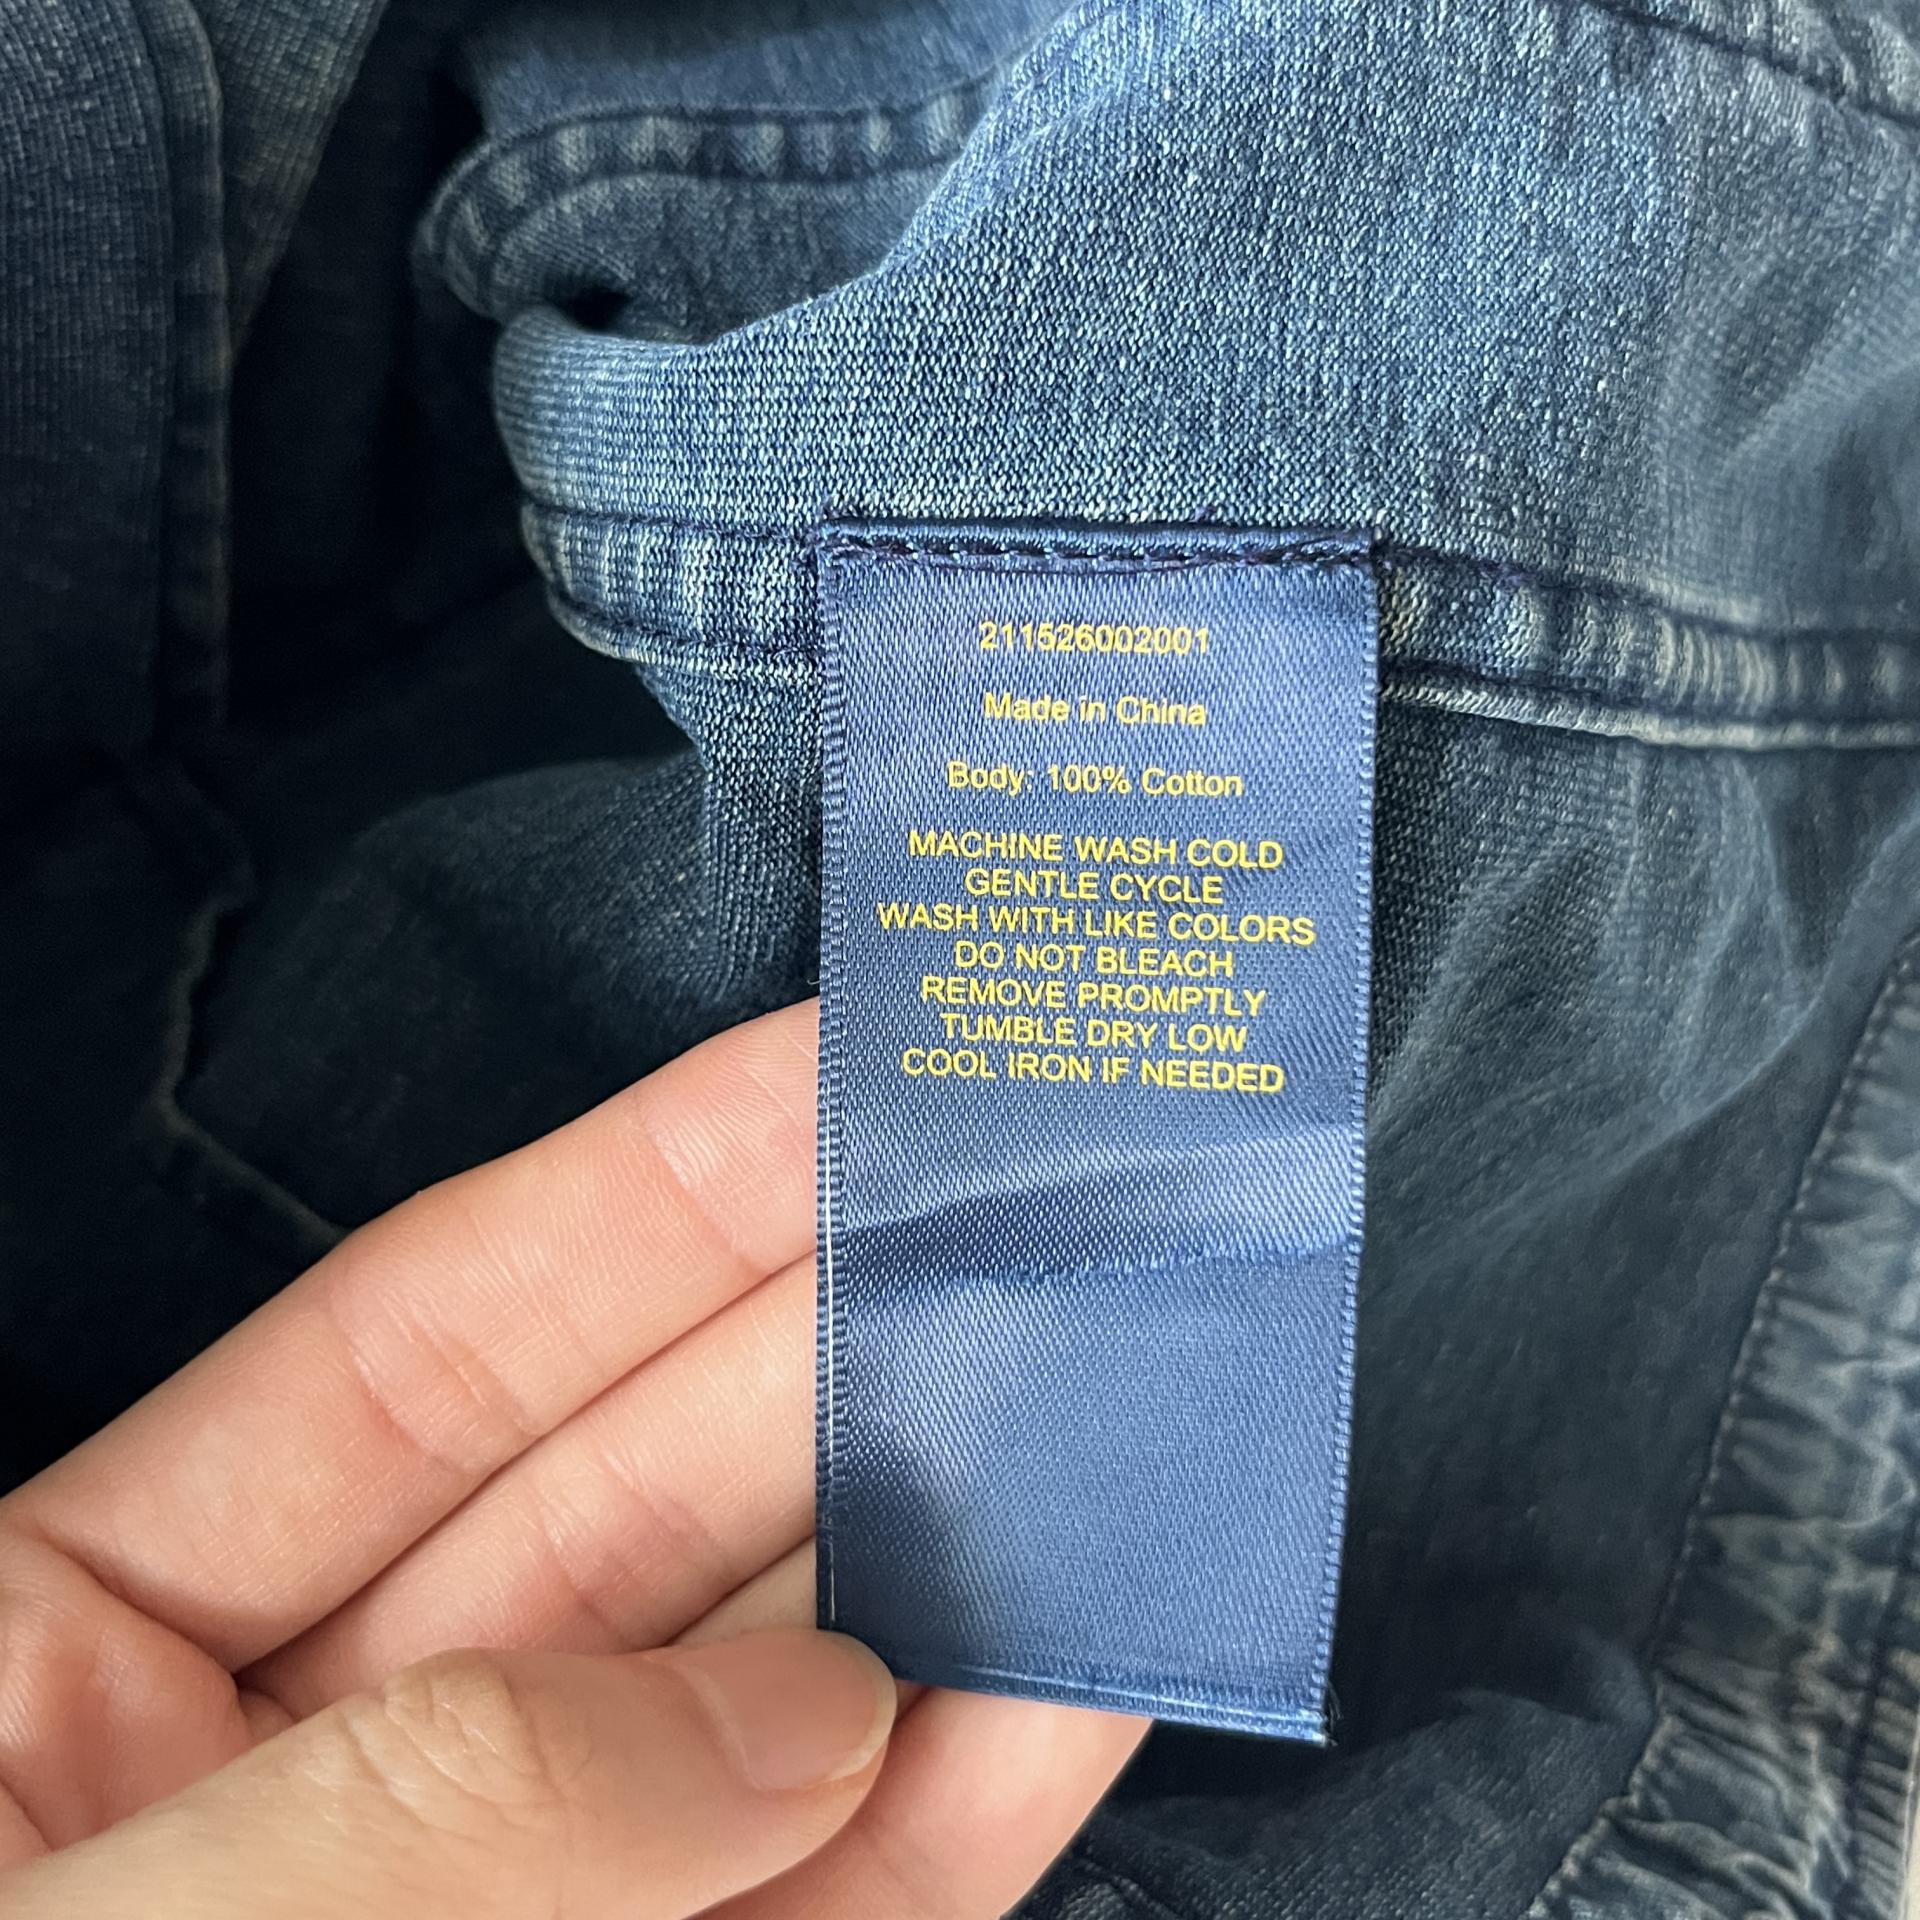 211526002001
Made in China
Body: 100% Cotton
MACHINE WASH COLD
GENTLE CYCLE
WASH WITH LIKE COLORS
DO NOT BLEACH
REMOVE PROMPTLY
TUMBLE DRY LOW
COOL IRON IF NEEDED